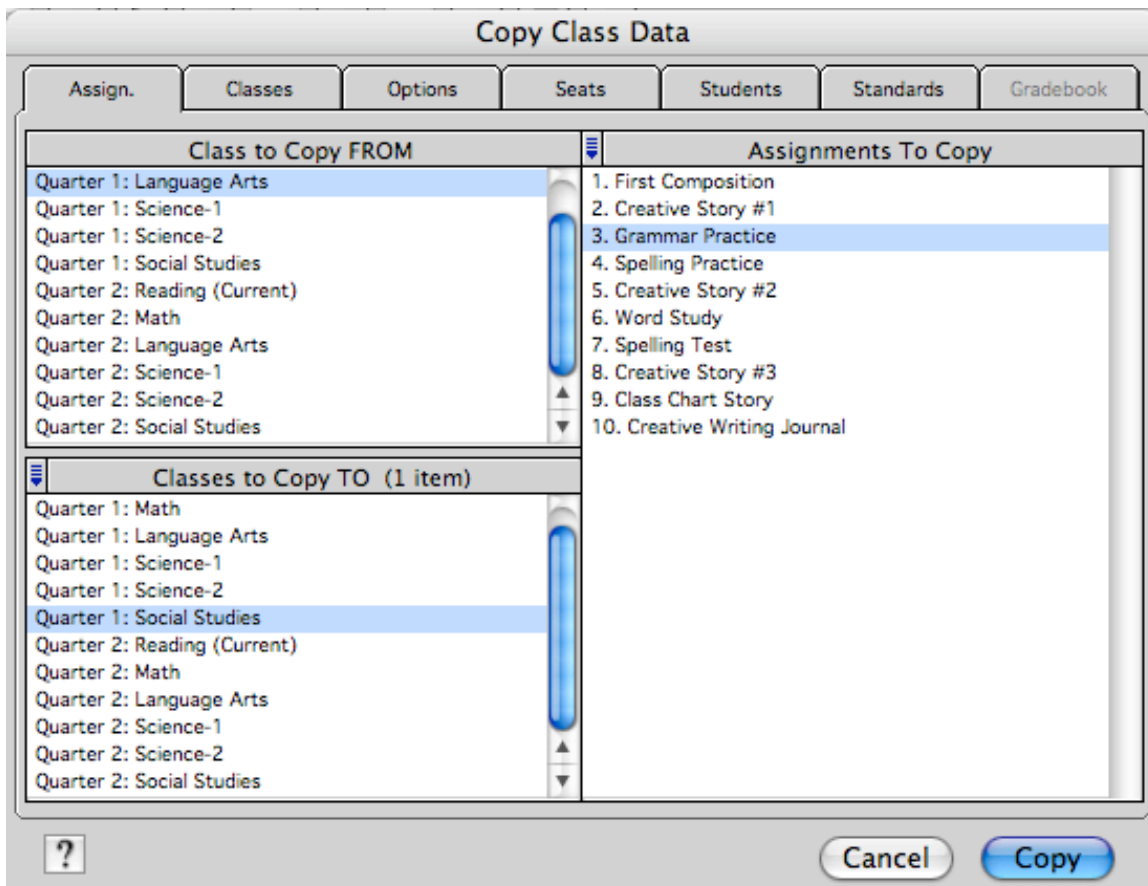 Copy Class Data
Assign. Classes Options Seats Students Standards Gradebook
Class to Copy FROM
Quarter 1: Language Arts
Quarter 1: Science-1
Quarter 1: Science-2
Quarter 1: Social Studies
Quarter 2: Reading (Current)
Quarter 2: Math
Quarter 2: Language Arts
Quarter 2: Science-1
Quarter 2: Science-2
Quarter 2: Social Studies
Classes to Copy TO (1 item)
Quarter 1: Math
Quarter 1: Language Arts
Quarter 1: Science-1
Quarter 1: Science-2
Quarter 1: Social Studies
Quarter 2: Reading (Current)
Quarter 2: Math
Quarter 2: Language Arts
Quarter 2: Science-1
Quarter 2: Science-2
Quarter 2: Social Studies
Assignments To Copy
1. First Composition
2. Creative Story #1
3. Grammar Practice
4. Spelling Practice
5. Creative Story #2
6. Word Study
7. Spelling Test
8. Creative Story #3
9. Class Chart Story
10. Creative Writing Journal
? Cancel Copy